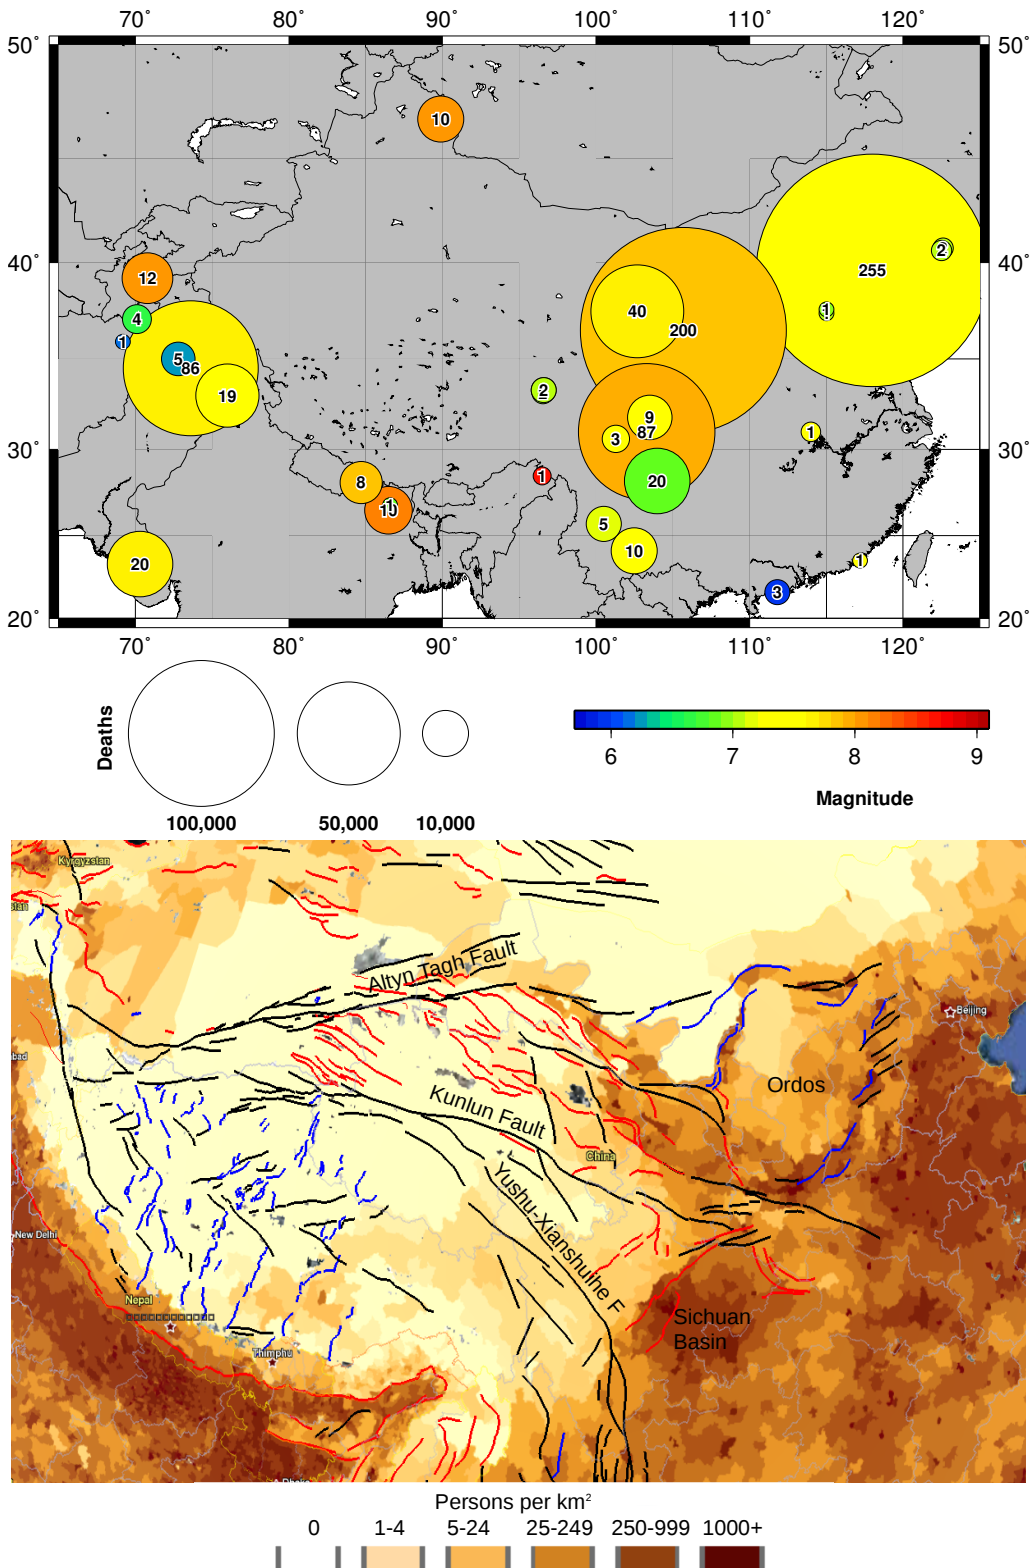 70° 80° 90° 100° 110° 120°
50° 50°
10
40° 40°
255
2
12
40
200
1
4
1
5
86
19
2
9
87
3
1
30° 30°
8
1
20
10
5
10
20
1
3
20° 20°
70° 80° 90° 100° 110° 120°
Deaths
100,000 50,000 10,000
6 7 8 9
Magnitude
Kyrgyzstan
stan
Altyn Tagh Fault
Beijing
bad
Ordos
Kunlun Fault
China
Yushu-Xianshuihe F
New Delhi
Nepal
Sichuan
Basin
Thimphu
Persons per km²
0 1-4 5-24 25-249 250-999 1000+